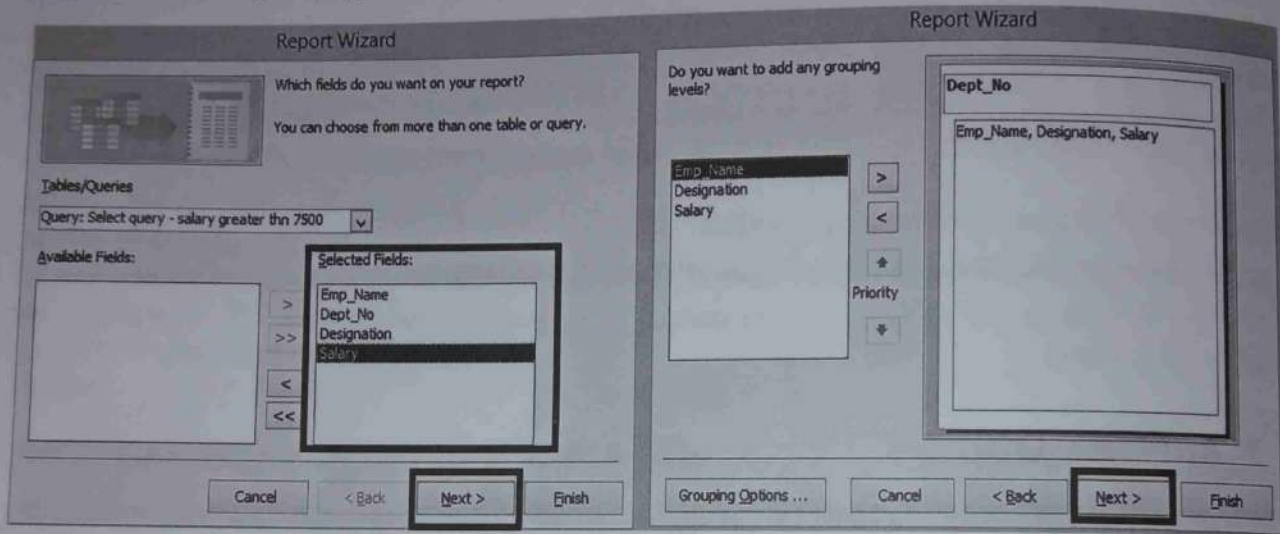 Report Wizard
Which fields do you want on your report?
You can choose from more than one table or query.
Tables/Queries
Query: Select query - salary greater thn 7500
Available Fields:
Selected Fields:
Emp_Name
Dept_No
Designation
Salary
>
>>
<
<<
Cancel
< Back
Next >
Finish
Report Wizard
Do you want to add any grouping
levels?
Emp_Name
Designation
Salary
>
<
Priority
Dept_No
Emp_Name, Designation, Salary
Grouping Options ...
Cancel
< Back
Next >
Finish